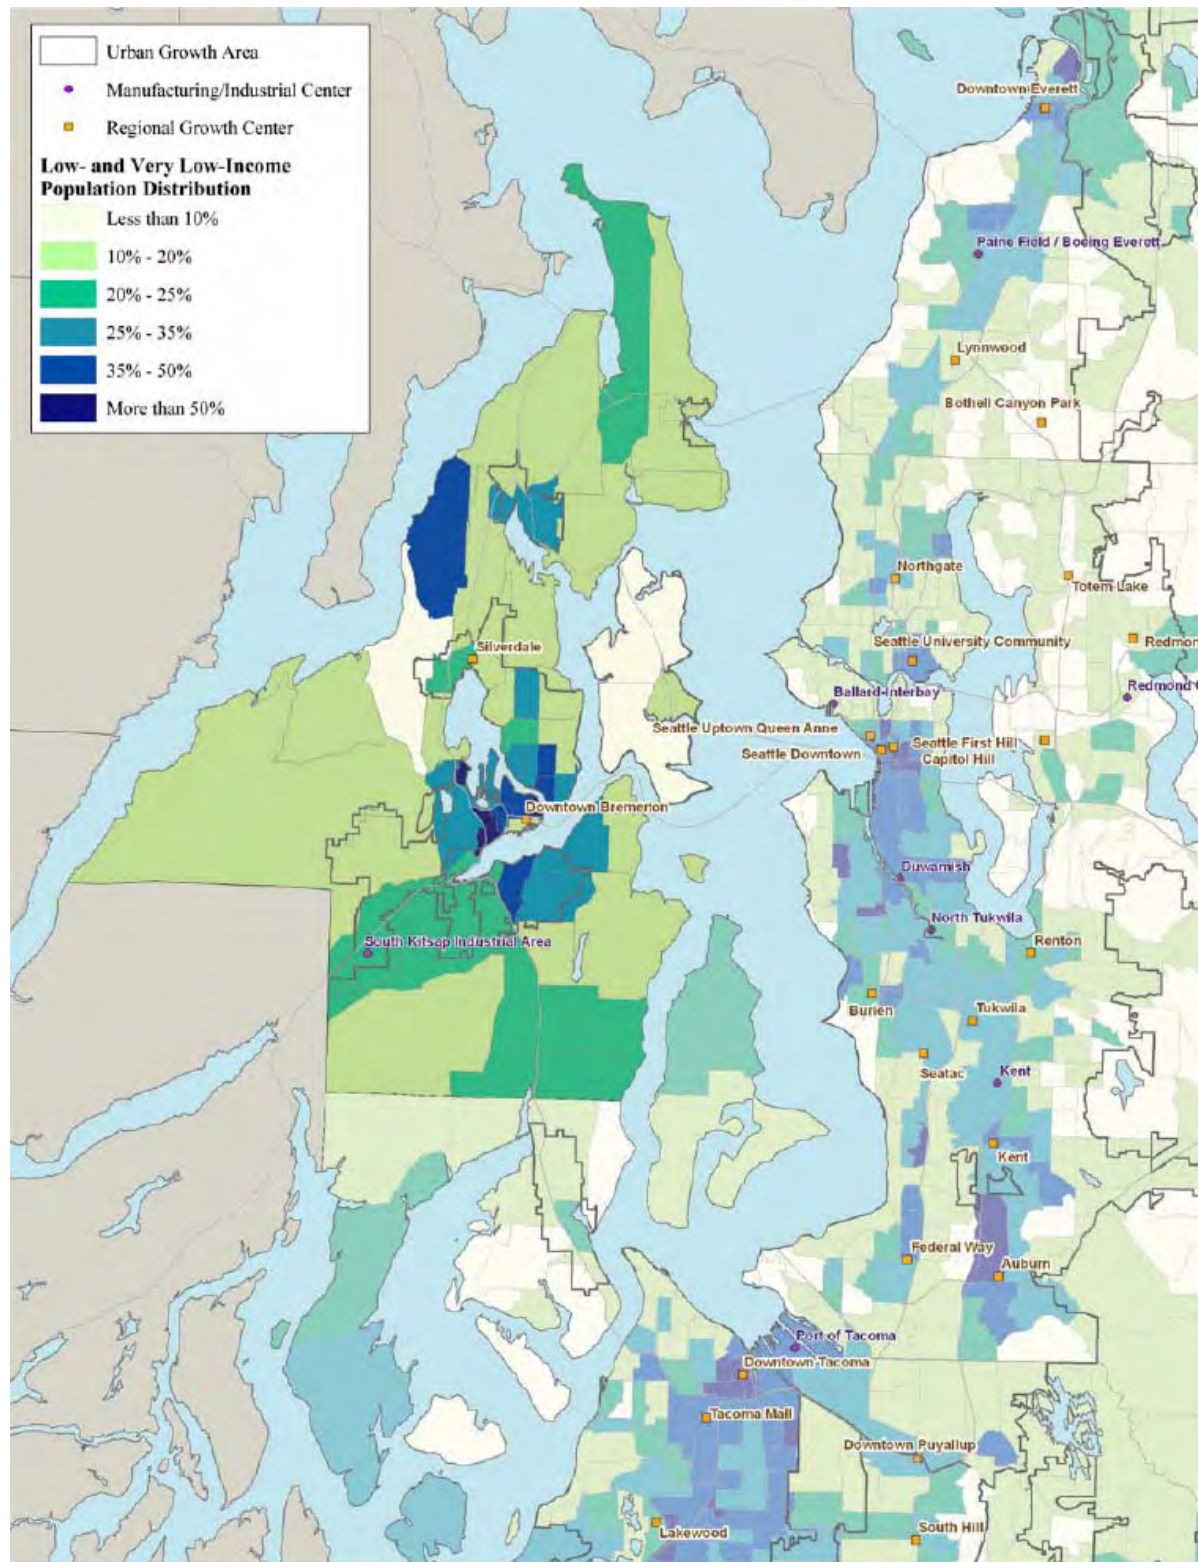 Urban Growth Area
Manufacturing/Industrial Center
Regional Growth Center
Low- and Very Low-Income
Population Distribution
Less than 10%
10% - 20%
20% - 25%
25% - 35%
35% - 50%
More than 50%
Downtown Everett
Paine Field / Boeing Everett
Lynnwood
Bothell Canyon Park
Northgate
Totem Lake
Seattle University Community
Redmon
Silverdale
Ballard-Interbay
Redmond
Seattle Uptown Queen Anne
Seattle First Hill
Seattle Downtown
Capitol Hill
Downtown Bremerton
Duwamish
North Tukwila
South Kitsap Industrial Area
Renton
Burien
Tukwila
Seatac
Kent
Kent
Federal Way
Auburn
Port of Tacoma
Downtown Tacoma
Tacoma Mall
Downtown Puyallup
Lakewood
South Hill